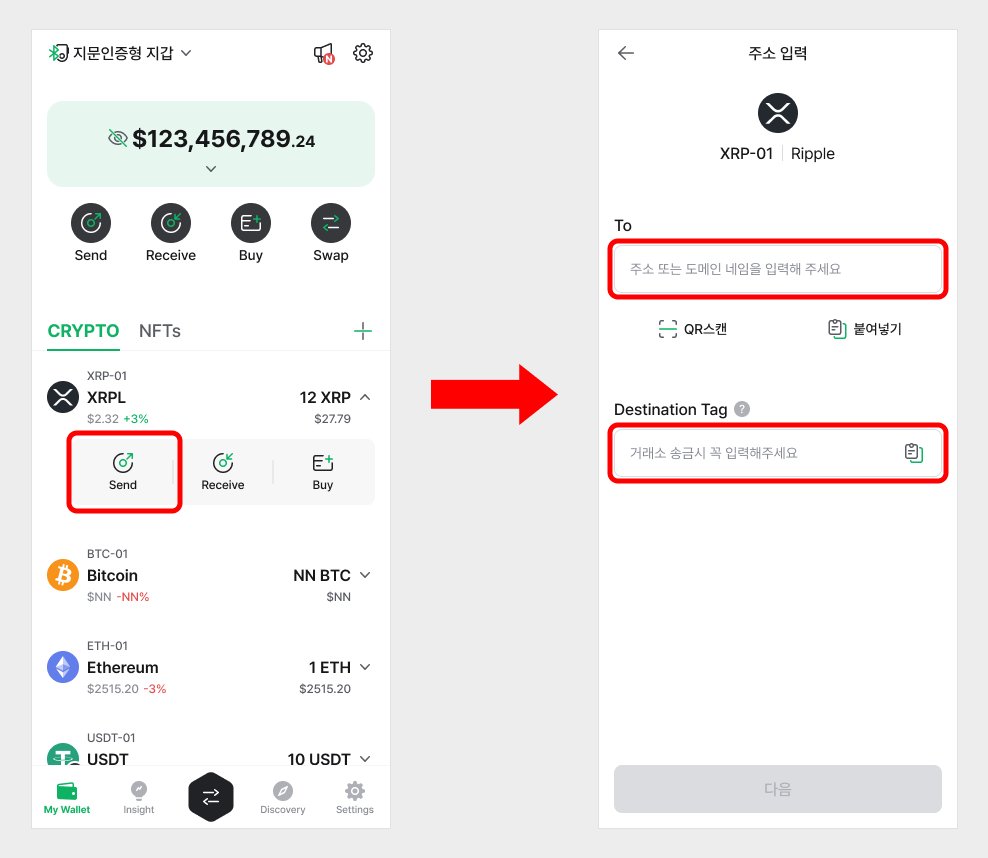 지문인증형 지갑
N
$123,456,789.24
Send Receive Buy Swap
CRYPTO NFTs
XRP-01
XRPL 12 XRP
$2.32 +3% $27.79
Send Receive Buy
BTC-01
Bitcoin NN BTC
$NN -NN% $NN
ETH-01
Ethereum 1 ETH
$2515.20 -3% $2515.20
USDT-01
USDT 10 USDT
My Wallet Insight Discovery Settings
주소 입력
XRP-01 Ripple
To
주소 또는 도메인 네임을 입력해 주세요
QR스캔 붙여넣기
Destination Tag ?
거래소 송금시 꼭 입력해주세요
다음